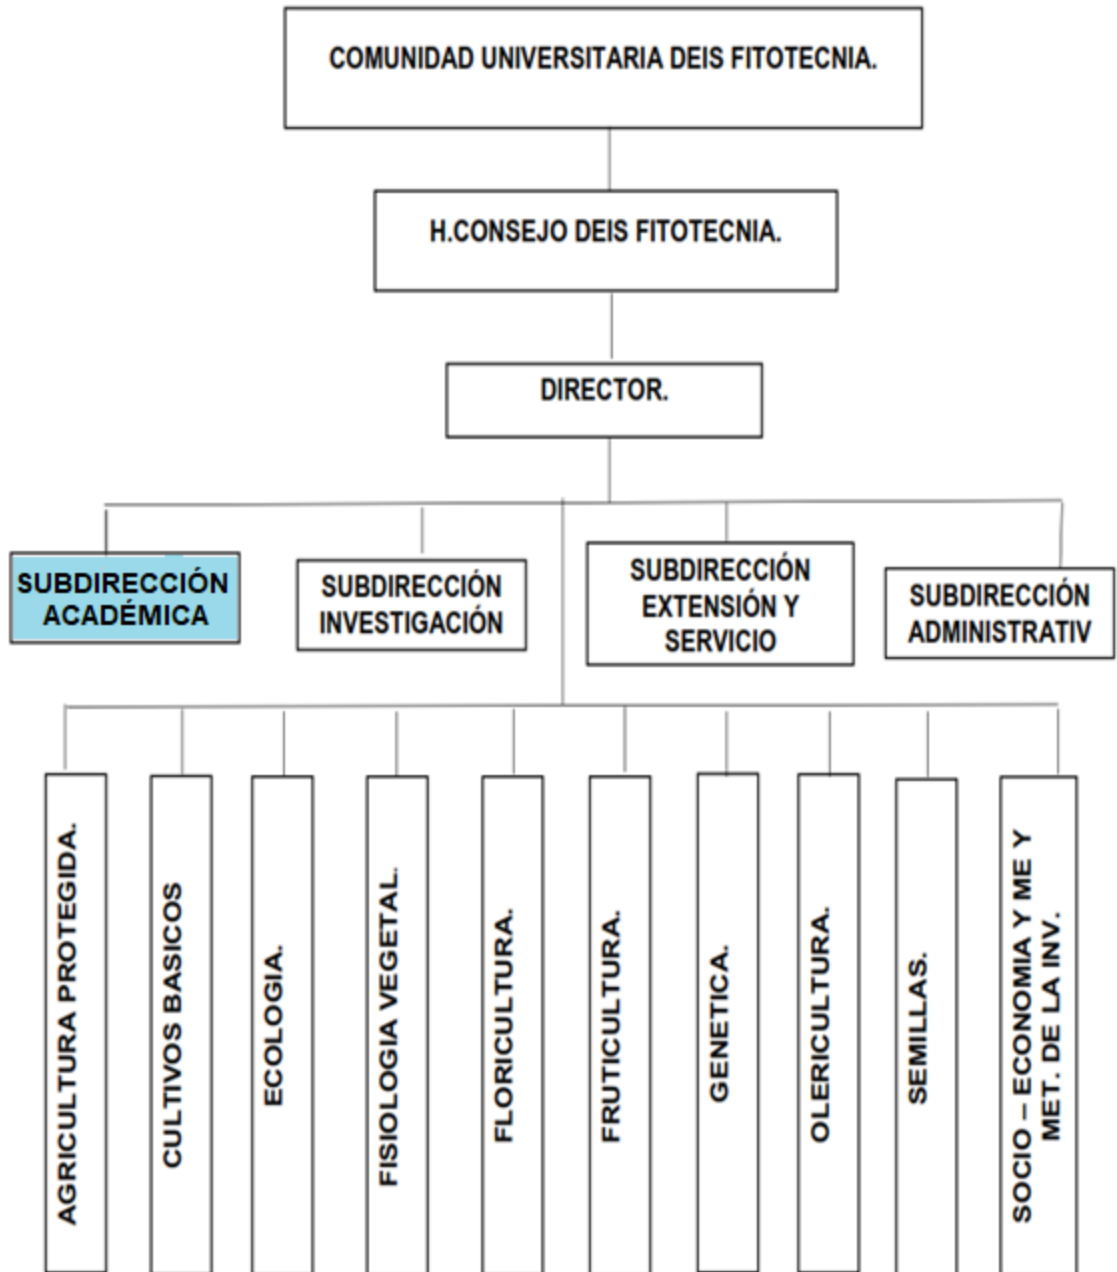 COMUNIDAD UNIVERSITARIA DEIS FITOTECNIA.
H.CONSEJO DEIS FITOTECNIA.
DIRECTOR.
SUBDIRECCIÓN
ACADÉMICA
SUBDIRECCIÓN
INVESTIGACIÓN
SUBDIRECCIÓN
EXTENSIÓN Y
SERVICIO
SUBDIRECCIÓN
ADMINISTRATIV
AGRICULTURA PROTEGIDA.
CULTIVOS BASICOS
ECOLOGIA.
FISIOLOGIA VEGETAL.
FLORICULTURA.
FRUTICULTURA.
GENETICA.
OLERICULTURA.
SEMILLAS.
SOCIO – ECONOMIA Y ME Y
MET. DE LA INV.